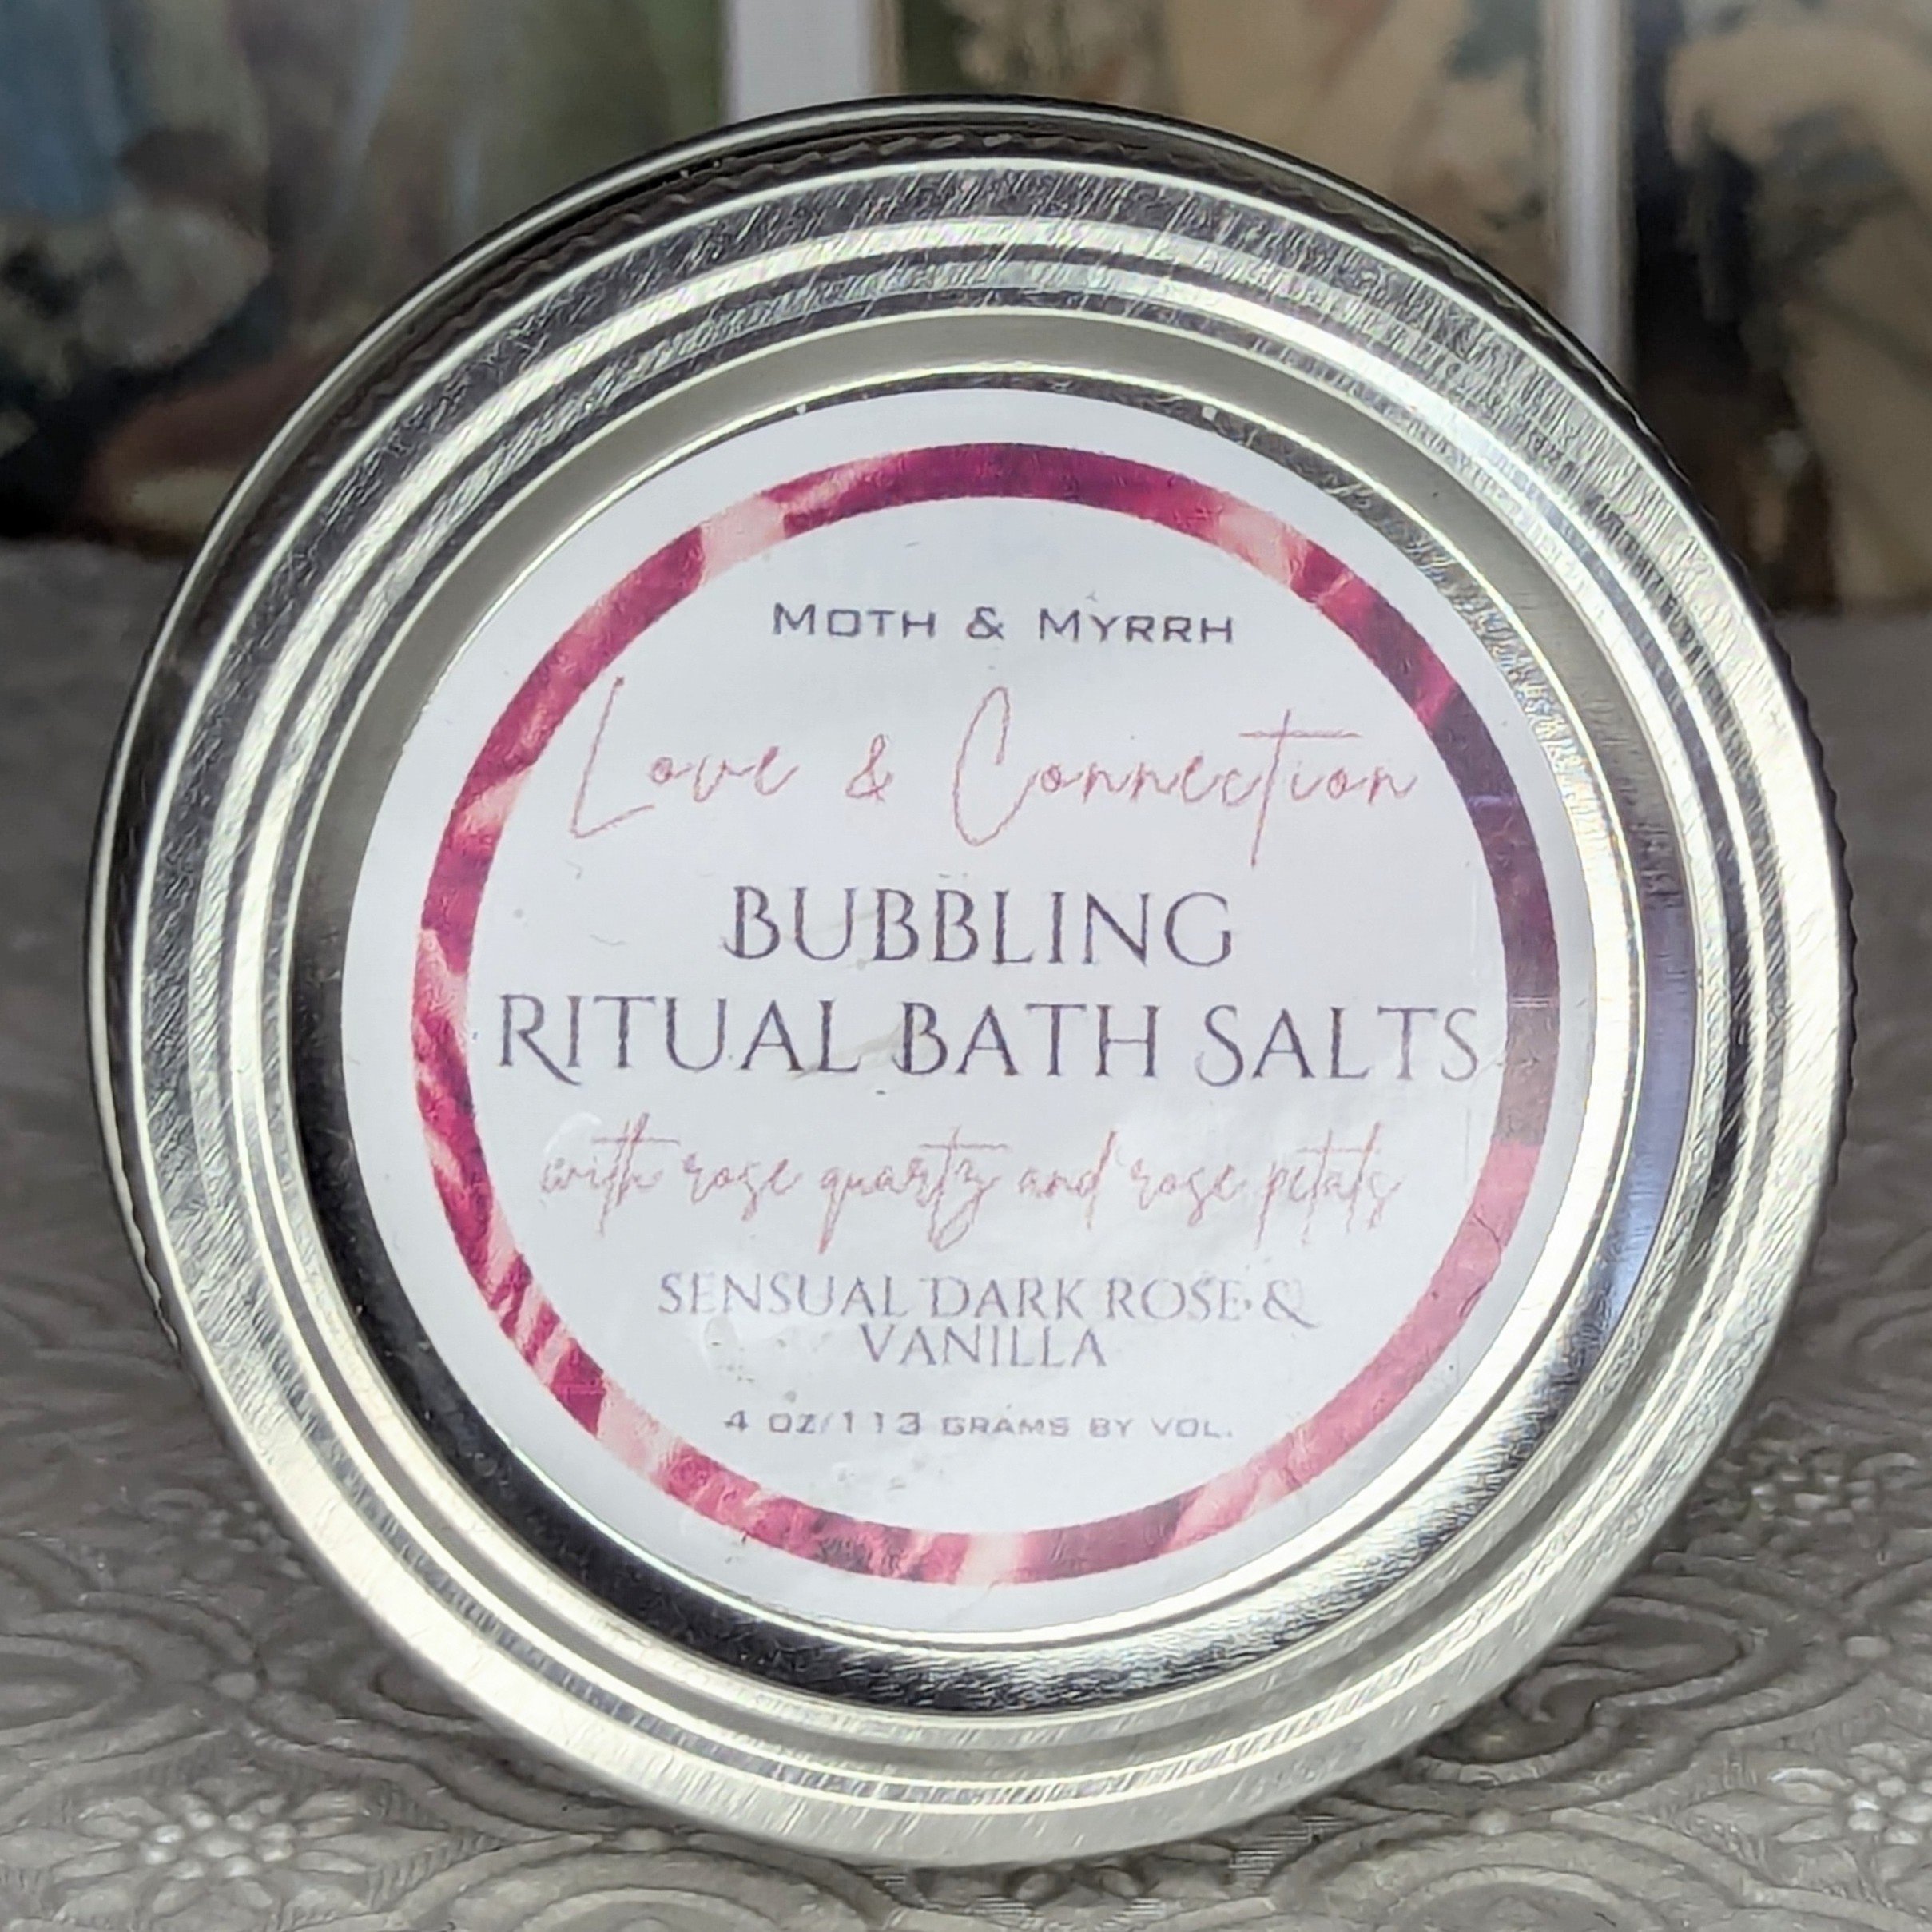 MOTH & MYRRH
Love & Connection
BUBBLING
RITUAL BATH SALTS
with rose quartz and rose petals
SENSUAL DARK ROSE &
VANILLA
4 OZ/113 GRAMS BY VOL.